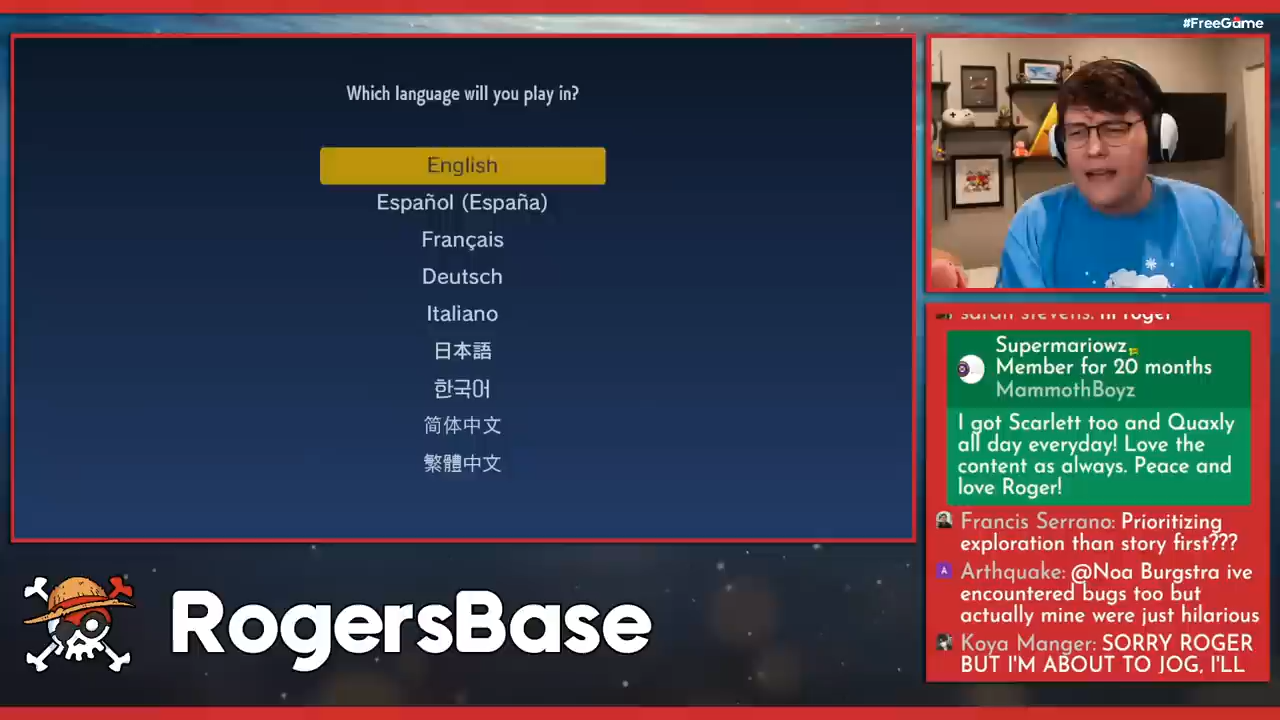 #FreeGame
Which language will you play in?
English
Español (España)
Français
Deutsch
Italiano
日本語
한국어
简体中文
繁體中文
RogersBase
sarah stevens: hi roger
Supermariowz
Member for 20 months
MammothBoyz
I got Scarlett too and Quaxly
all day everyday! Love the
content as always. Peace and
love Roger!
Francis Serrano: Prioritizing
exploration than story first???
A
Arthquake: @Noa Burgstra ive
encountered bugs too but
actually mine were just hilarious
Koya Manger: SORRY ROGER
BUT I'M ABOUT TO JOG, I'LL